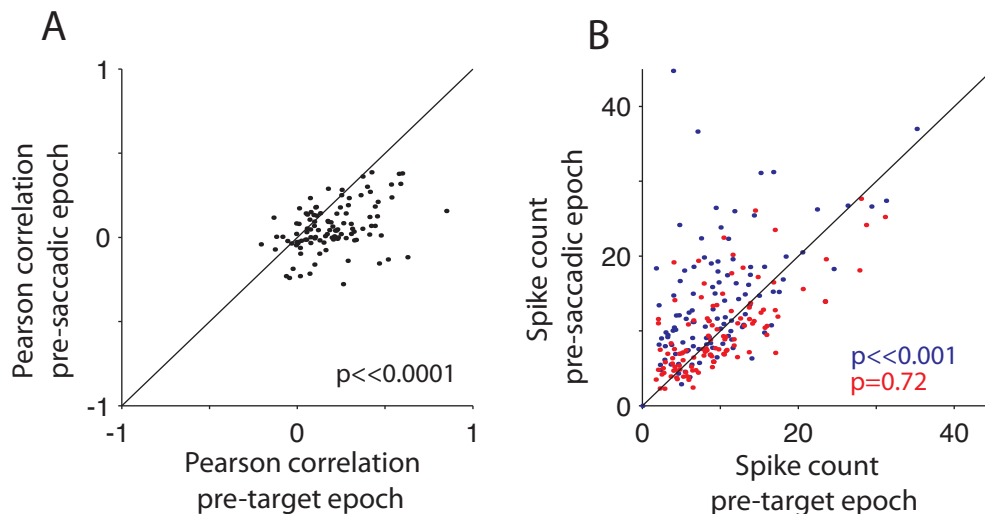 A
1
0
-1
-1
0
1
Pearson correlation
pre-saccadic epoch
p<<0.0001
Pearson correlation
pre-target epoch
B
40
20
0
0
20
40
Spike count
pre-saccadic epoch
p<<0.001
p=0.72
Spike count
pre-target epoch